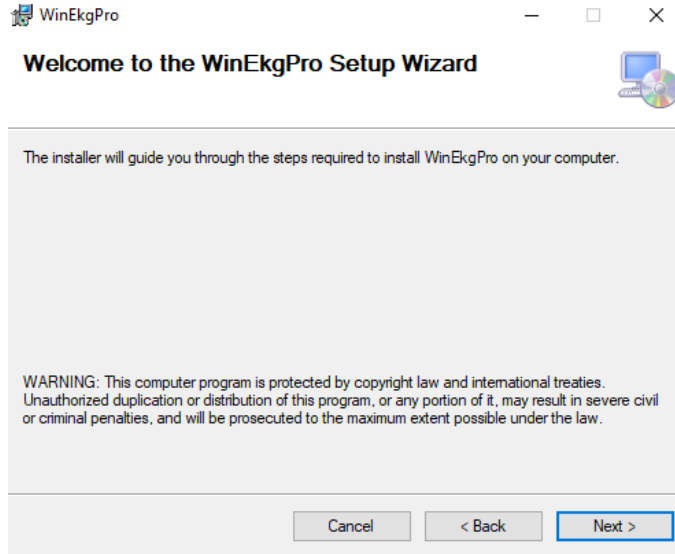 WinEkgPro
Welcome to the WinEkgPro Setup Wizard
The installer will guide you through the steps required to install WinEkgPro on your computer.
WARNING: This computer program is protected by copyright law and international treaties.
Unauthorized duplication or distribution of this program, or any portion of it, may result in severe civil
or criminal penalties, and will be prosecuted to the maximum extent possible under the law.
Cancel
< Back
Next >